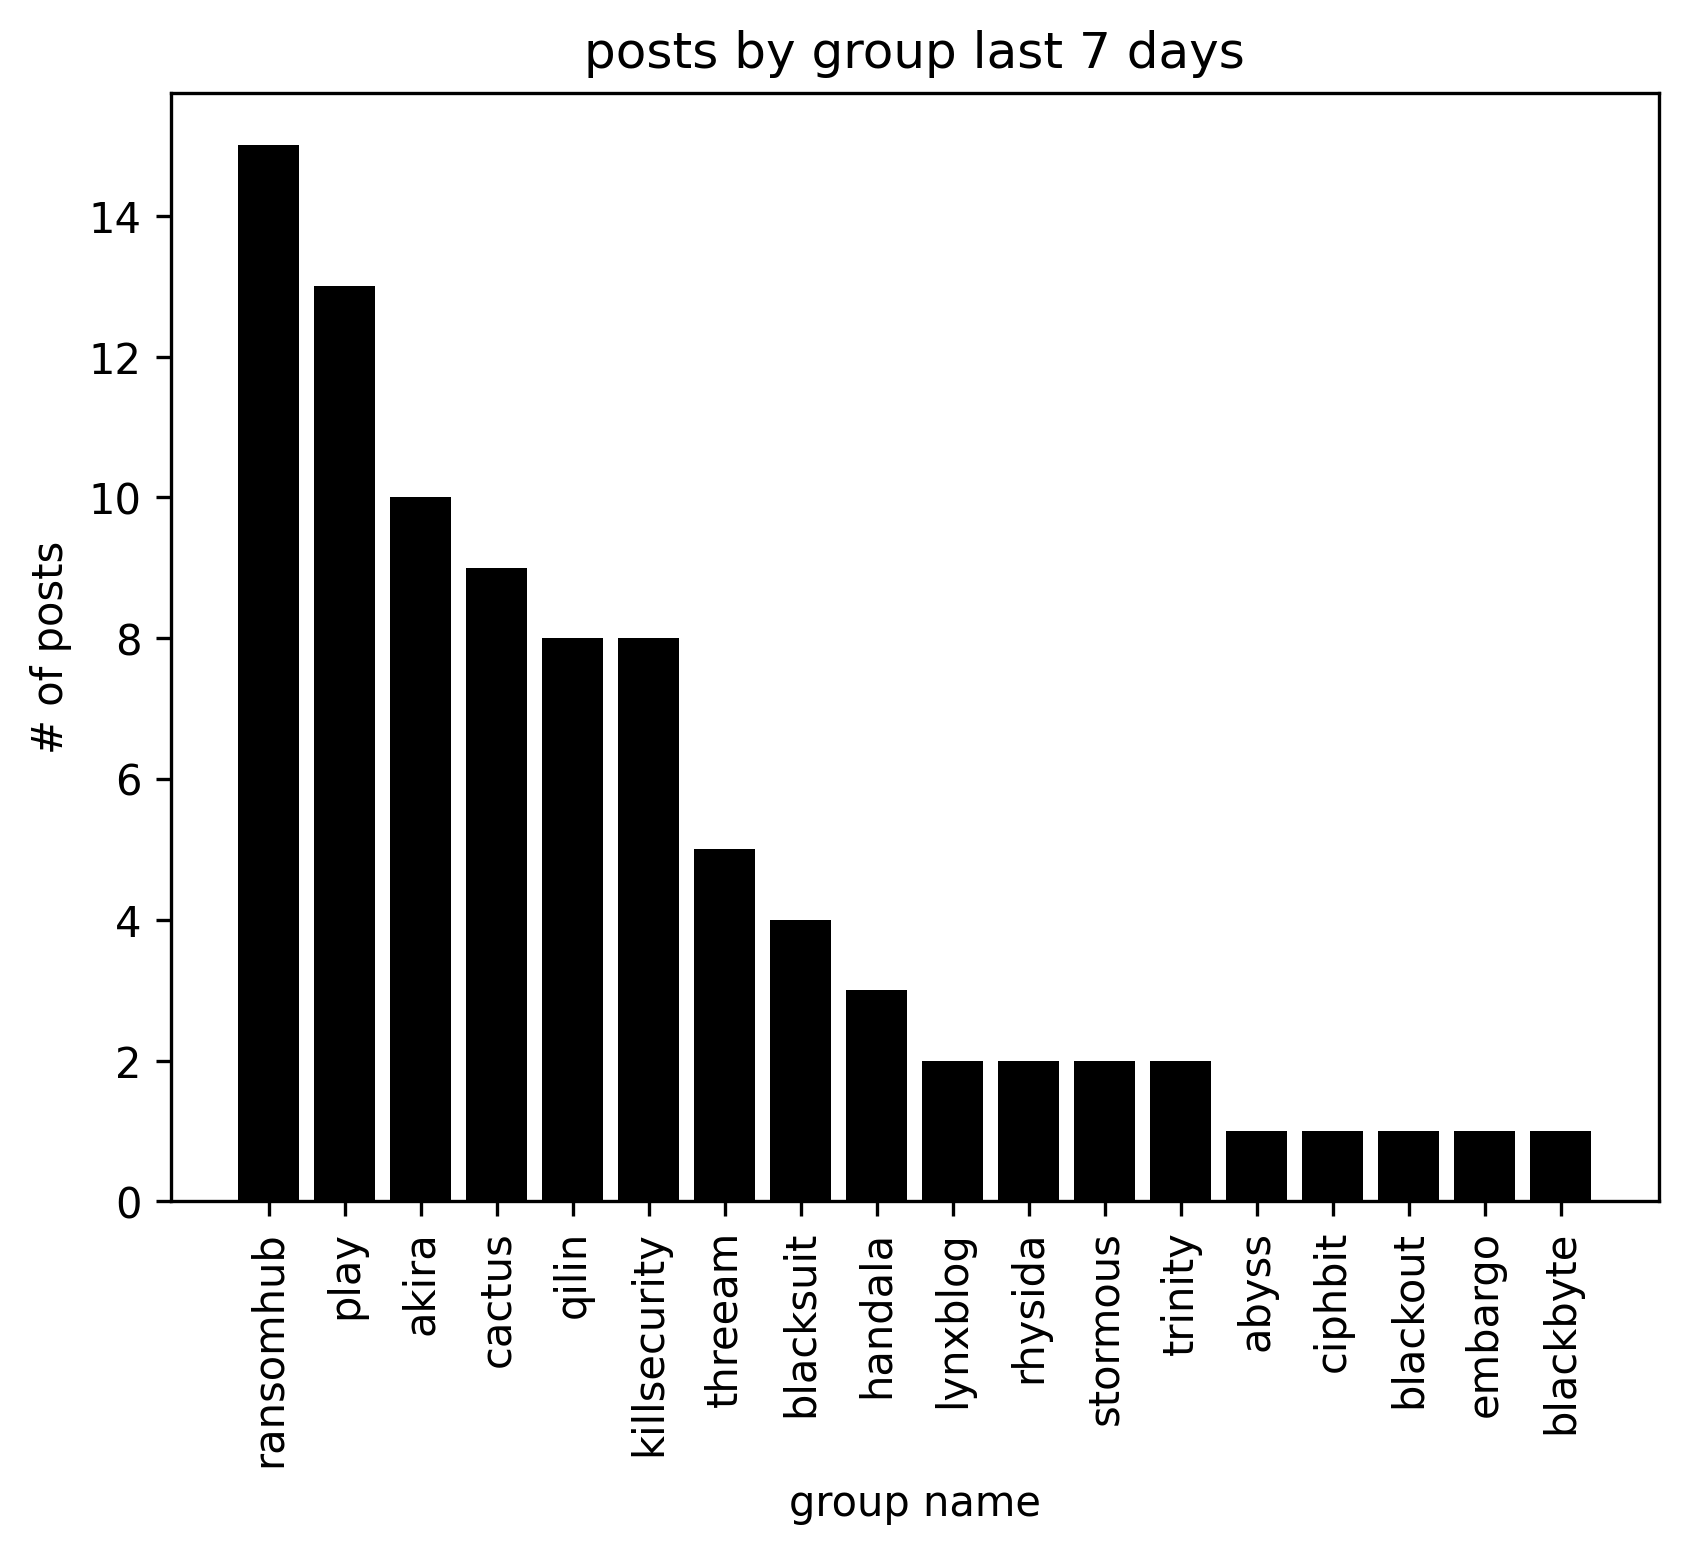 posts by group last 7 days
# of posts
14
12
10
8
6
4
2
0
ransomhub
play
akira
cactus
qilin
killsecurity
threeam
blacksuit
handala
lynxblog
rhysida
stormous
trinity
abyss
ciphbit
blackout
embargo
blackbyte
group name